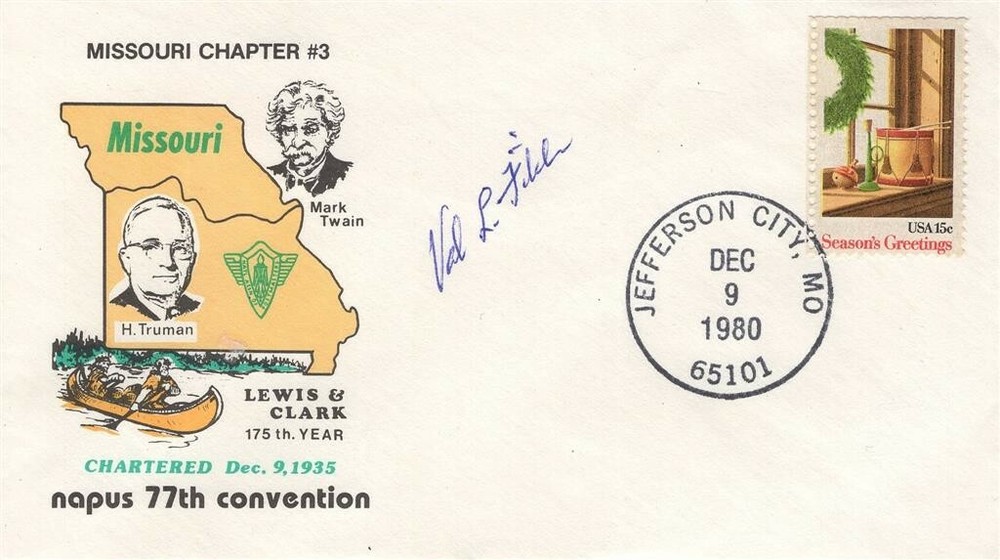 MISSOURI CHAPTER #3
Missouri
Mark
Twain
H. Truman
LEWIS &
CLARK
175 th. YEAR
CHARTERED Dec. 9, 1935
napus 77th convention
Val L.
JEFFERSON CITY, MO
DEC
9
1980
65101
USA 15c
Season's Greetings